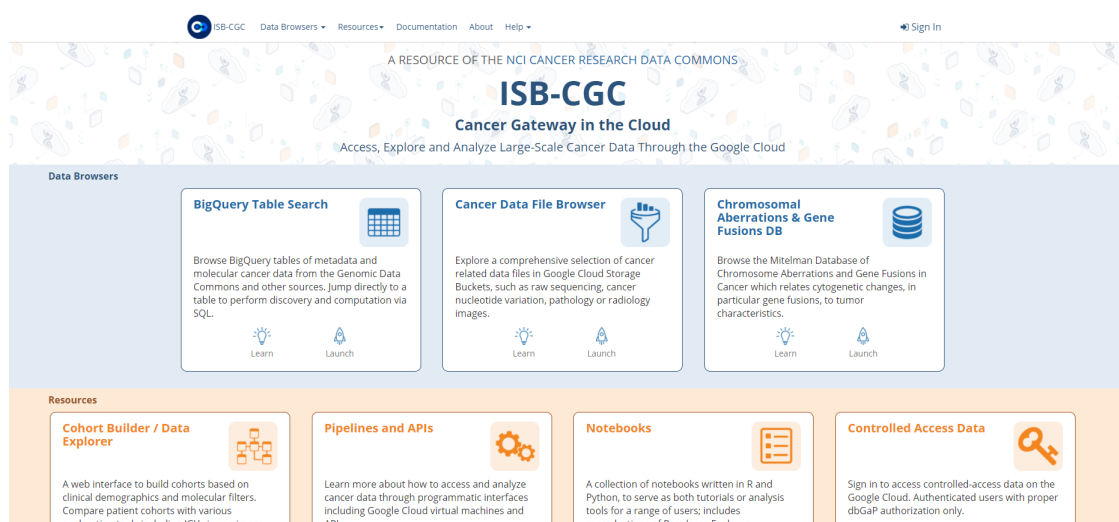 ISB-CGC Data Browsers Resources Documentation About Help Sign In
A RESOURCE OF THE NCI CANCER RESEARCH DATA COMMONS
ISB-CGC
Cancer Gateway in the Cloud
Access, Explore and Analyze Large-Scale Cancer Data Through the Google Cloud
Data Browsers
BigQuery Table Search
Browse BigQuery tables of metadata and
molecular cancer data from the Genomic Data
Commons and other sources. Jump directly to a
table to perform discovery and computation via
SQL.
Learn Launch
Cancer Data File Browser
Explore a comprehensive selection of cancer
related data files in Google Cloud Storage
Buckets, such as raw sequencing, cancer
nucleotide variation, pathology or radiology
images.
Learn Launch
Chromosomal
Aberrations & Gene
Fusions DB
Browse the Mitelman Database of
Chromosome Aberrations and Gene Fusions in
Cancer which relates cytogenetic changes, in
particular gene fusions, to tumor
characteristics.
Learn Launch
Resources
Cohort Builder / Data
Explorer
A web interface to build cohorts based on
clinical demographics and molecular filters.
Compare patient cohorts with various
Pipelines and APIs
Learn more about how to access and analyze
cancer data through programmatic interfaces
including Google Cloud virtual machines and
Notebooks
A collection of notebooks written in R and
Python, to serve as both tutorials or analysis
tools for a range of users; includes
Controlled Access Data
Sign in to access controlled-access data on the
Google Cloud. Authenticated users with proper
dbGaP authorization only.